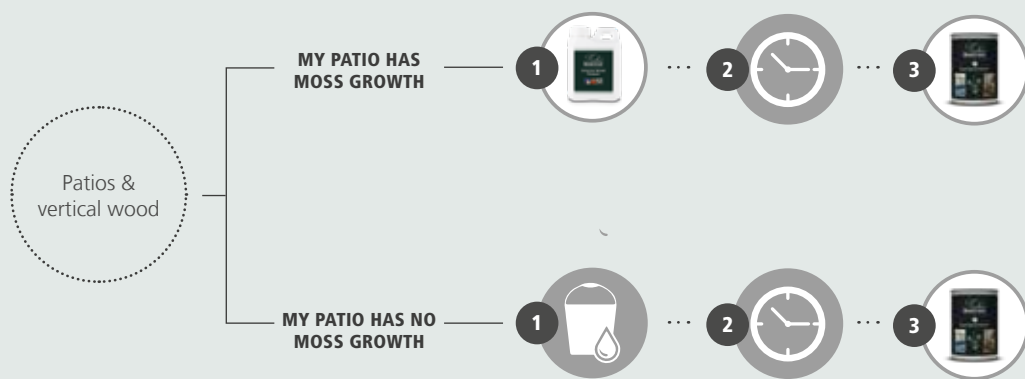 MY PATIO HAS
MOSS GROWTH
1
2
3
Patios &
vertical wood
MY PATIO HAS NO
MOSS GROWTH
1
2
3